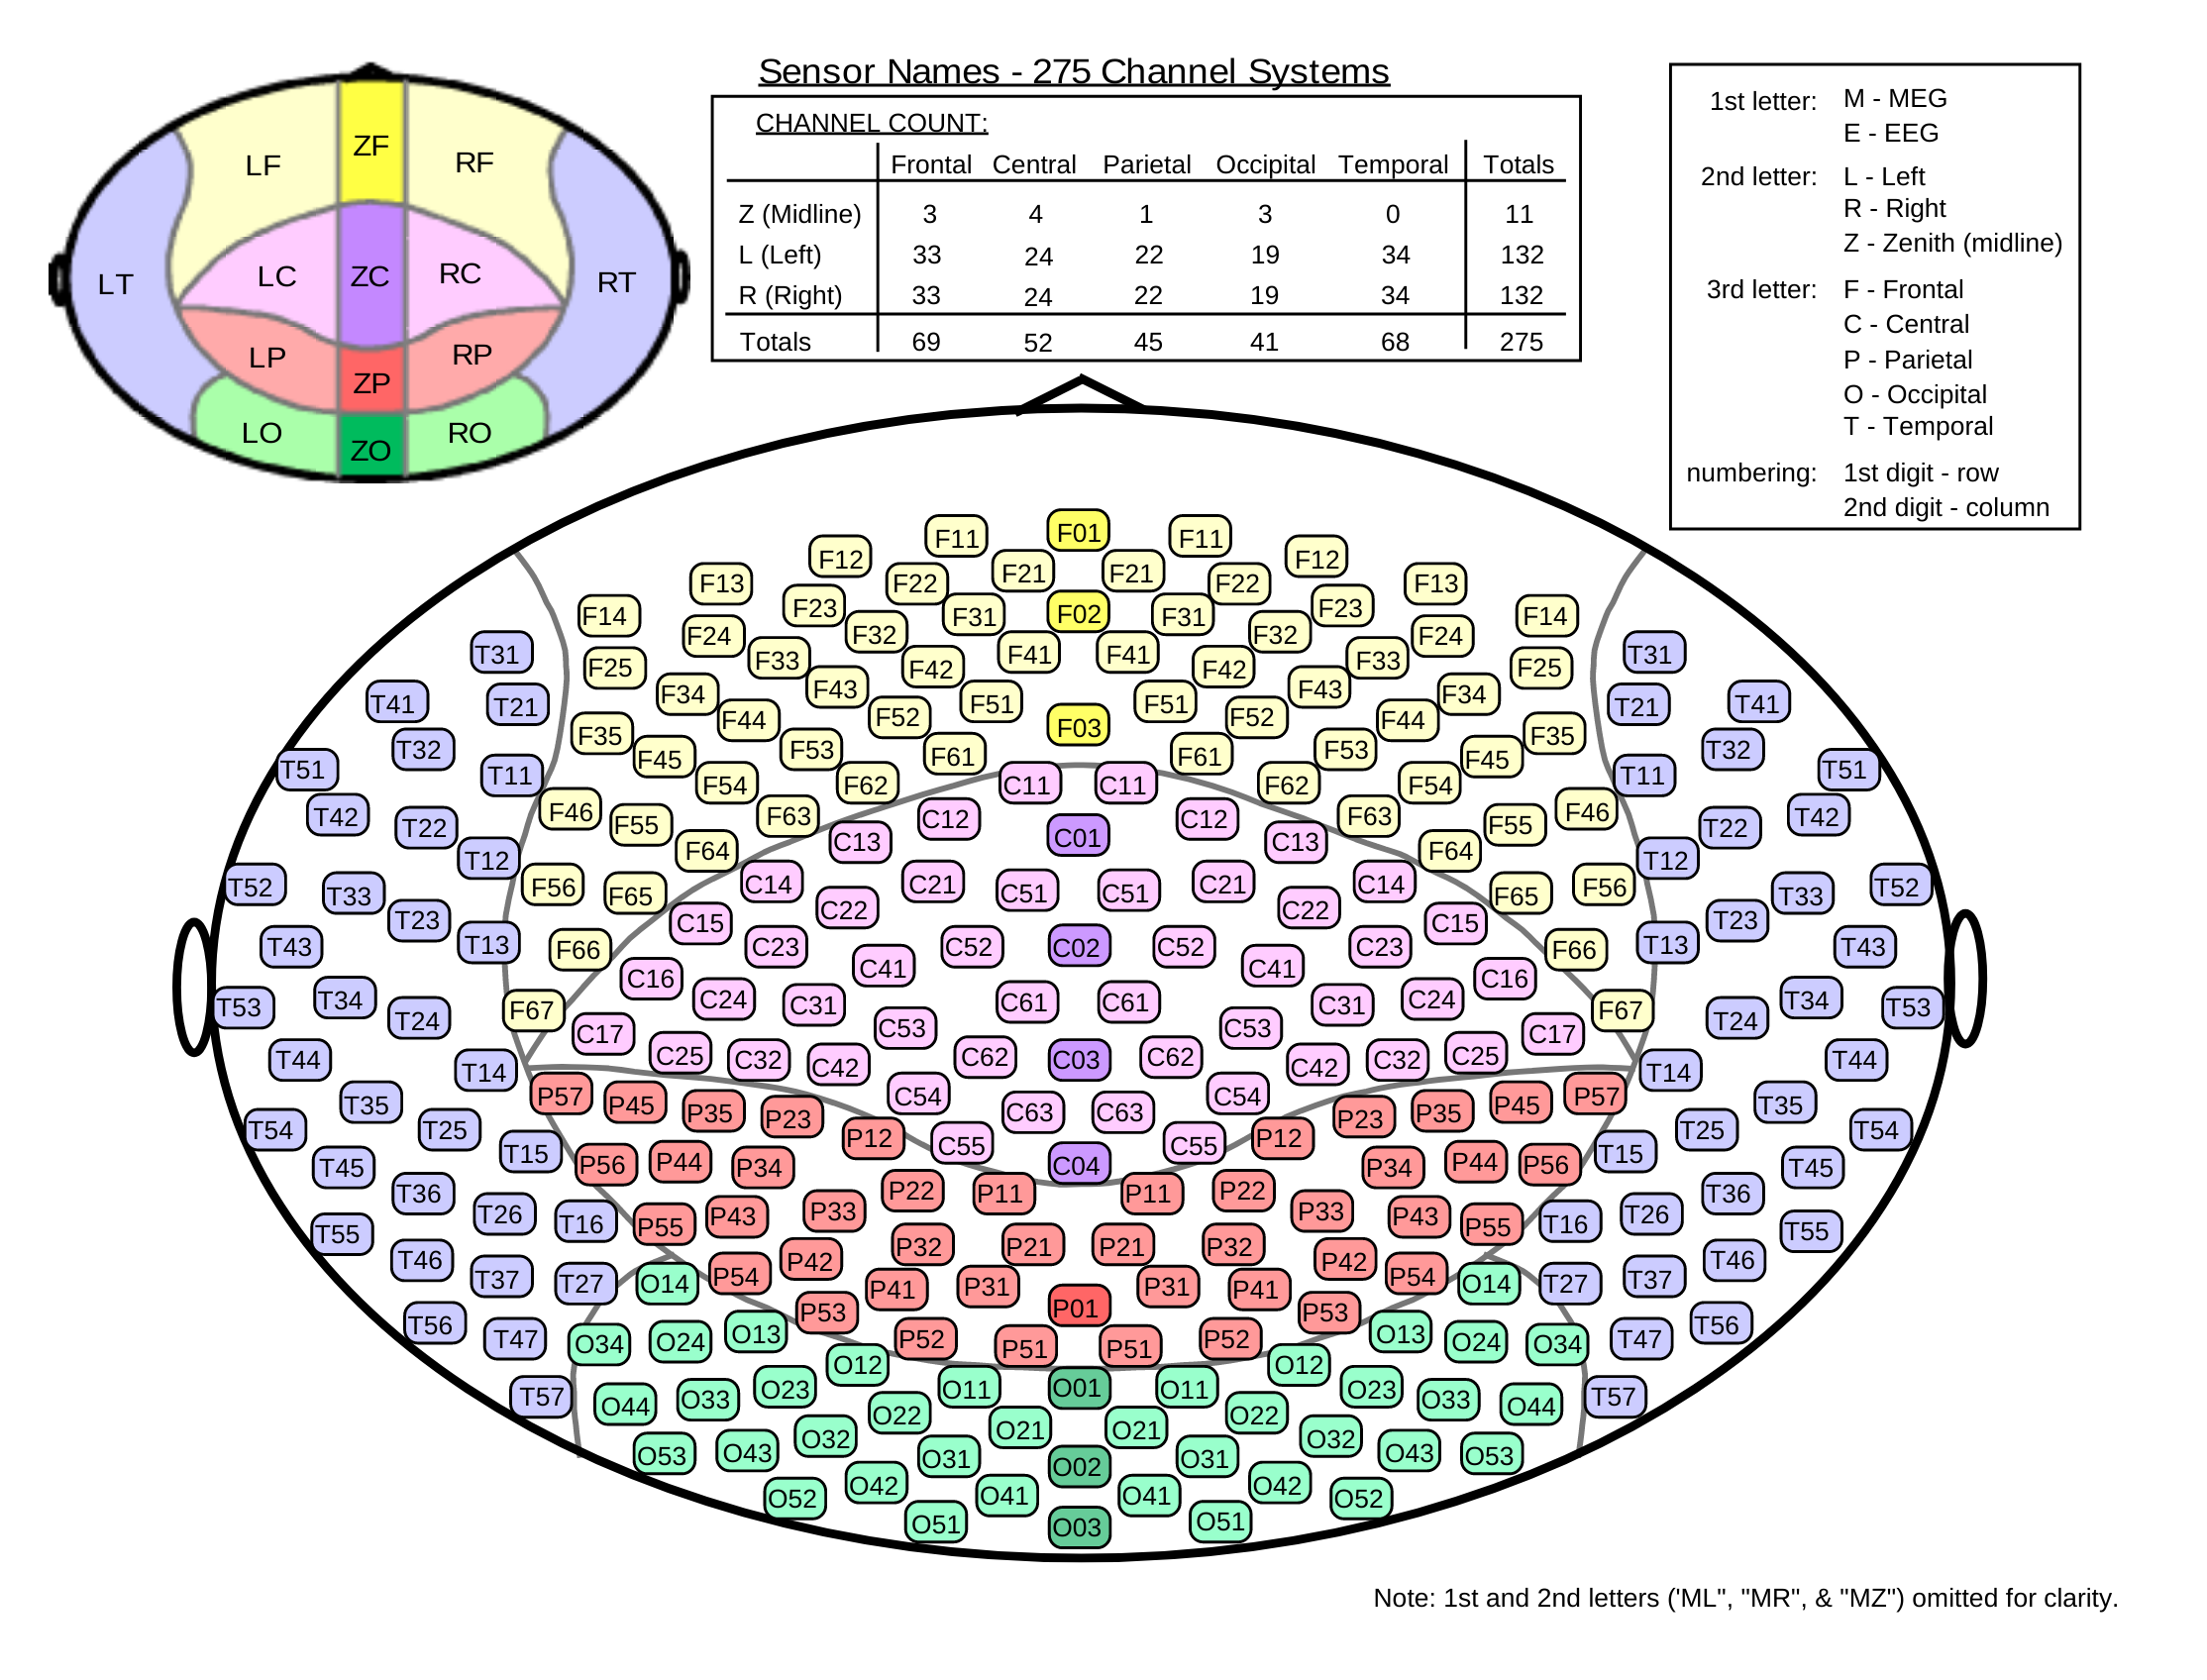 Sensor Names - 275 Channel Systems
CHANNEL COUNT:
Frontal Central Parietal Occipital Temporal Totals
Z (Midline) 3 4 1 3 0 11
L (Left) 33 24 22 19 34 132
R (Right) 33 24 22 19 34 132
Totals 69 52 45 41 68 275
1st letter: M - MEG
E - EEG
2nd letter: L - Left
R - Right
Z - Zenith (midline)
3rd letter: F - Frontal
C - Central
P - Parietal
O - Occipital
T - Temporal
numbering: 1st digit - row
2nd digit - column
ZF
LF RF
LC ZC RC
LT RT
LP RP
ZP
LO RO
ZO
F11 F01 F11
F12 F12
F13 F22 F21 F21 F22 F13
F14 F23 F31 F02 F31 F23 F14
F24 F32 F32 F24
T31 F25 F33 F42 F41 F41 F42 F33 F25 T31
T41 T21 F34 F43 F51 F51 F43 F34 T21 T41
F35 F44 F52 F03 F52 F44 F35
T32 F45 F53 F61 F61 F53 F45 T32
T51 T11 F54 F62 C11 C11 F62 F54 T11 T51
T42 T22 F46 F55 F63 C12 C01 C12 F63 F55 F46 T22 T42
T12 F64 C13 C13 F64 T12
T52 T33 F56 F65 C14 C21 C51 C51 C21 C14 F65 F56 T33 T52
T23 C15 C22 C22 C15 T23
T43 T13 F66 C23 C52 C02 C52 C23 F66 T13 T43
C16 C41 C41 C16
T53 T34 T24 F67 C24 C31 C61 C61 C31 C24 F67 T24 T34 T53
C17 C53 C53 C17
T44 T14 C25 C32 C42 C62 C03 C62 C42 C32 C25 T14 T44
T35 P57 P45 C54 C54 P45 P57 T35
T54 T25 P35 P23 C63 C63 P23 P35 T25 T54
T45 T15 P56 P44 P34 P12 C55 C04 C55 P12 P34 P44 P56 T15 T45
T36 P22 P11 P11 P22 T36
T55 T26 T16 P55 P43 P33 P33 P43 P55 T16 T26 T55
T46 P42 P32 P21 P21 P32 P42 T46
T37 T27 O14 P54 P41 P31 P31 P41 P54 O14 T27 T37
T56 P53 P01 P53 T56
T47 O34 O24 O13 P52 P51 P51 P52 O13 O24 O34 T47
O12 O12
T57 O44 O33 O23 O11 O01 O11 O23 O33 O44 T57
O22 O21 O21 O22
O53 O43 O32 O31 O02 O31 O32 O43 O53
O52 O42 O41 O41 O42 O52
O51 O03 O51
Note: 1st and 2nd letters ('ML", "MR", & "MZ") omitted for clarity.